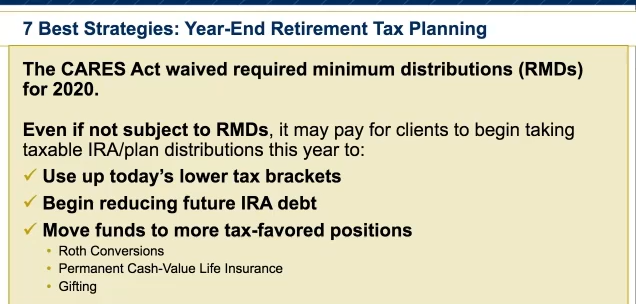 7 Best Strategies: Year-End Retirement Tax Planning
The CARES Act waived required minimum distributions (RMDs)
for 2020.
Even if not subject to RMDs, it may pay for clients to begin taking
taxable IRA/plan distributions this year to:
✓ Use up today's lower tax brackets
✓ Begin reducing future IRA debt
✓ Move funds to more tax-favored positions
• Roth Conversions
• Permanent Cash-Value Life Insurance
• Gifting